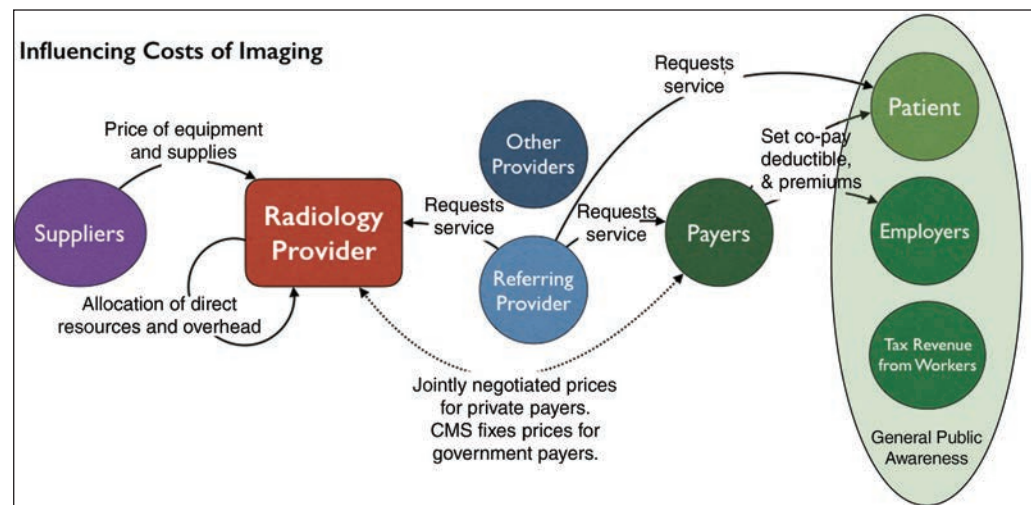 Influencing Costs of Imaging
Price of equipment
and supplies
Suppliers
Radiology
Provider
Allocation of direct
resources and overhead
Other
Providers
Requests
service
Referring
Provider
Requests
service
Requests
service
Payers
Jointly negotiated prices
for private payers.
CMS fixes prices for
government payers.
Set co-pay
deductible,
& premiums
Patient
Employers
Tax Revenue
from Workers
General Public
Awareness